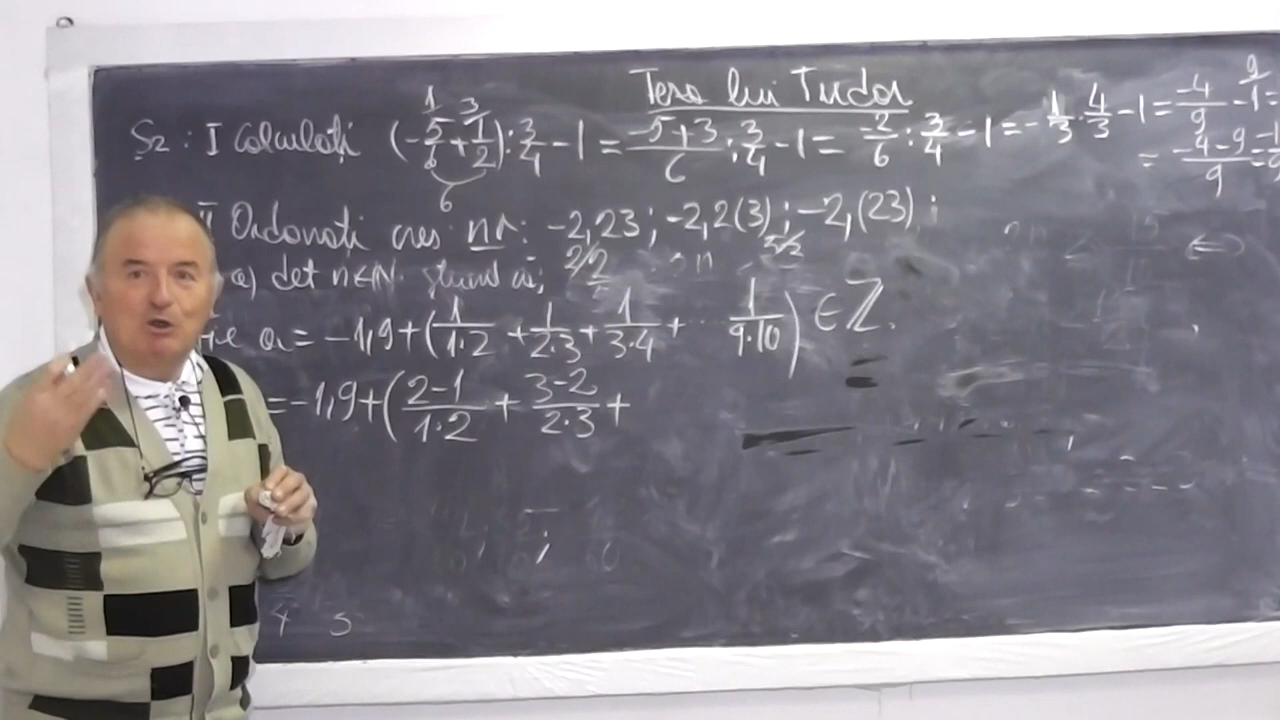 Tema lui Tudor
S2 : I Calculați (-5/6 + 1/2) : 3/4 - 1 = -5+3/6 : 3/4 - 1 = -2/6 : 3/4 - 1 = -1/3 · 4/3 - 1 = -4/9 - 1 =
= -4-9/9 =
II Ordonați cres nr: -2,23 ; -2,2(3) ; -2,(23) ;
a) det n∈N știind că,
a = -1,9 + (1/1·2 + 1/2·3 + 1/3·4 + ... 1/9·10) ∈ Z.
= -1,9 + (2-1/1·2 + 3-2/2·3 +